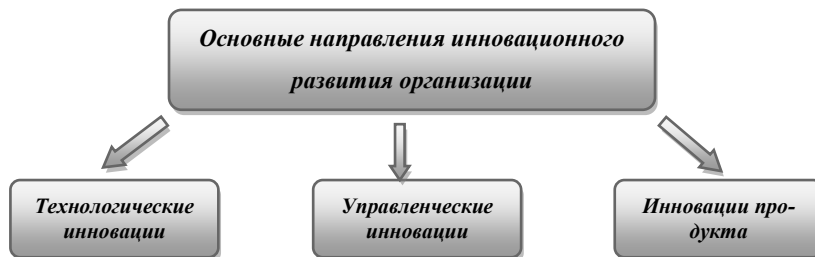 Основные направления инновационного
развития организации
Технологические
инновации
Управленческие
инновации
Инновации про-
дукта